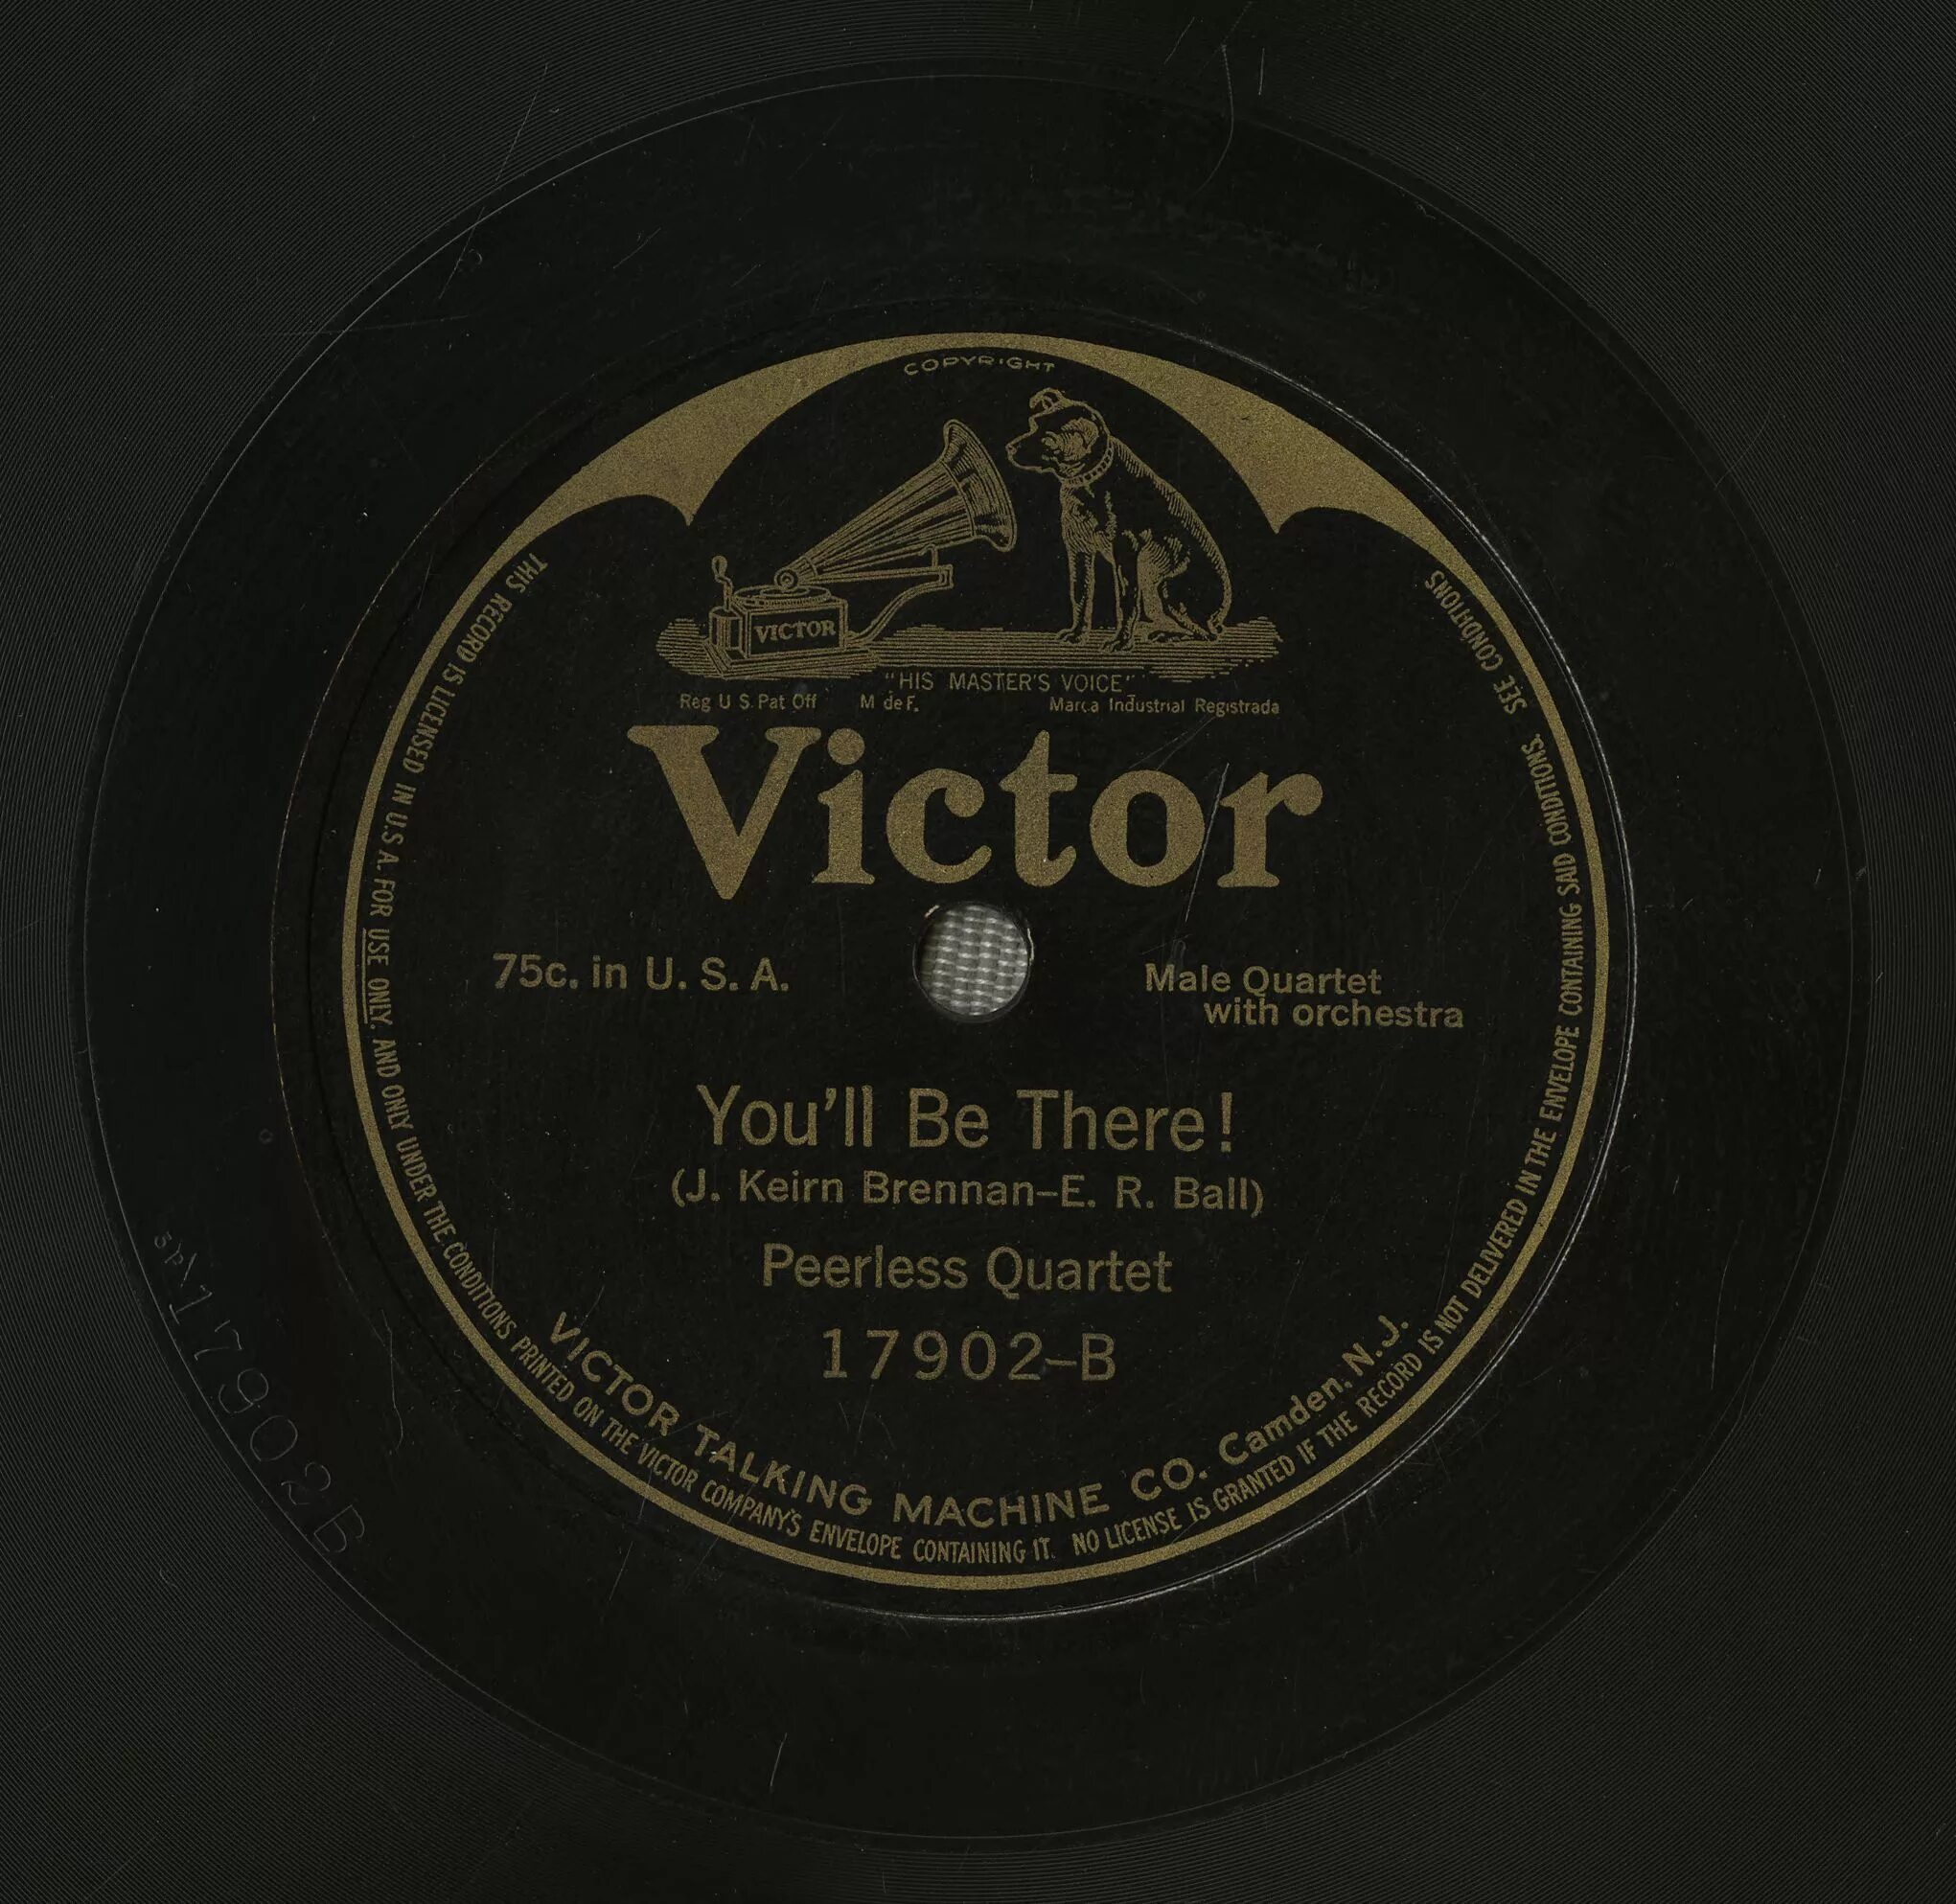 COPYRIGHT
VICTOR
"HIS MASTER'S VOICE"
Reg U S Pat Off M de F. Marca Industrial Registrada
Victor
75c. in U. S. A.
Male Quartet
with orchestra
You'll Be There!
(J. Keirn Brennan–E. R. Ball)
Peerless Quartet
17902–B
VICTOR TALKING MACHINE CO. Camden, N. J.
THIS RECORD IS LICENSED IN U.S.A. FOR USE ONLY. AND ONLY UNDER THE CONDITIONS PRINTED ON THE VICTOR COMPANY'S ENVELOPE CONTAINING IT. NO LICENSE IS GRANTED IF THE RECORD IS NOT DELIVERED IN THE ENVELOPE CONTAINING SAID CONDITIONS. SEE CONDITIONS
17902B